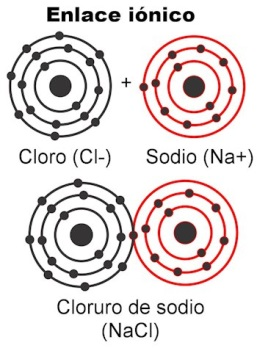 Enlace iónico
+
Cloro (Cl-)
Sodio (Na+)
Cloruro de sodio
(NaCl)